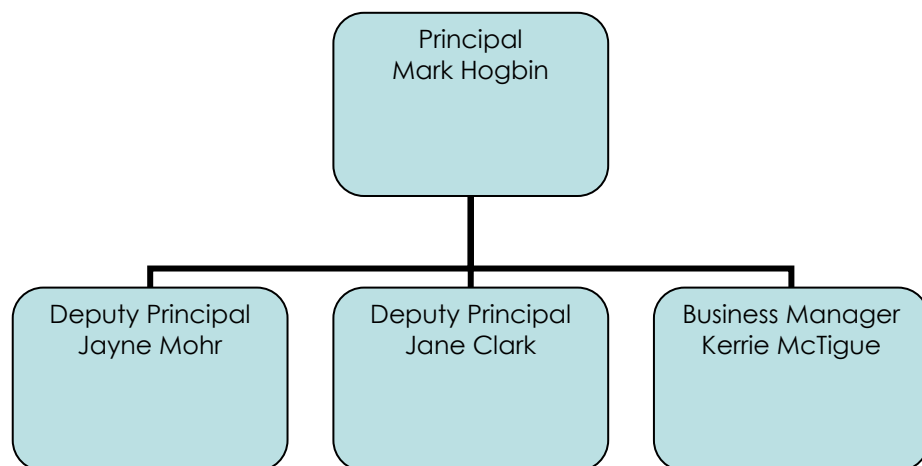 Principal
Mark Hogbin
Deputy Principal
Jayne Mohr
Deputy Principal
Jane Clark
Business Manager
Kerrie McTigue